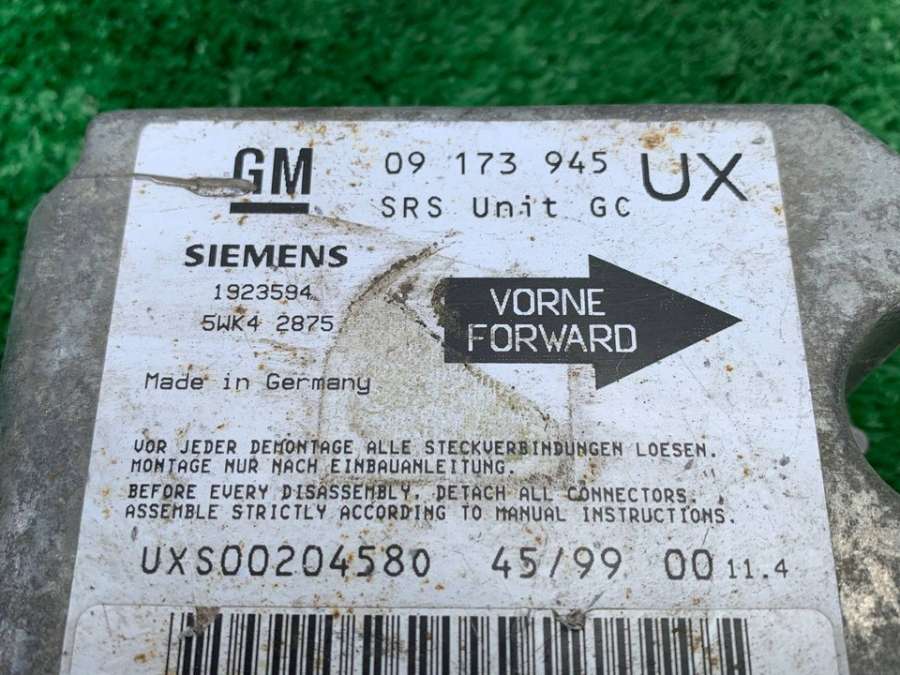 GM 09 173 945 UX
SRS Unit GC
SIEMENS
1923594
5WK4 2875
VORNE
FORWARD
Made in Germany
VOR JEDER DEMONTAGE ALLE STECKVERBINDUNGEN LOESEN.
MONTAGE NUR NACH EINBAUANLEITUNG.
BEFORE EVERY DISASSEMBLY, DETACH ALL CONNECTORS.
ASSEMBLE STRICTLY ACCORDING TO MANUAL INSTRUCTIONS.
UXS00204580 45/99 00 11.4